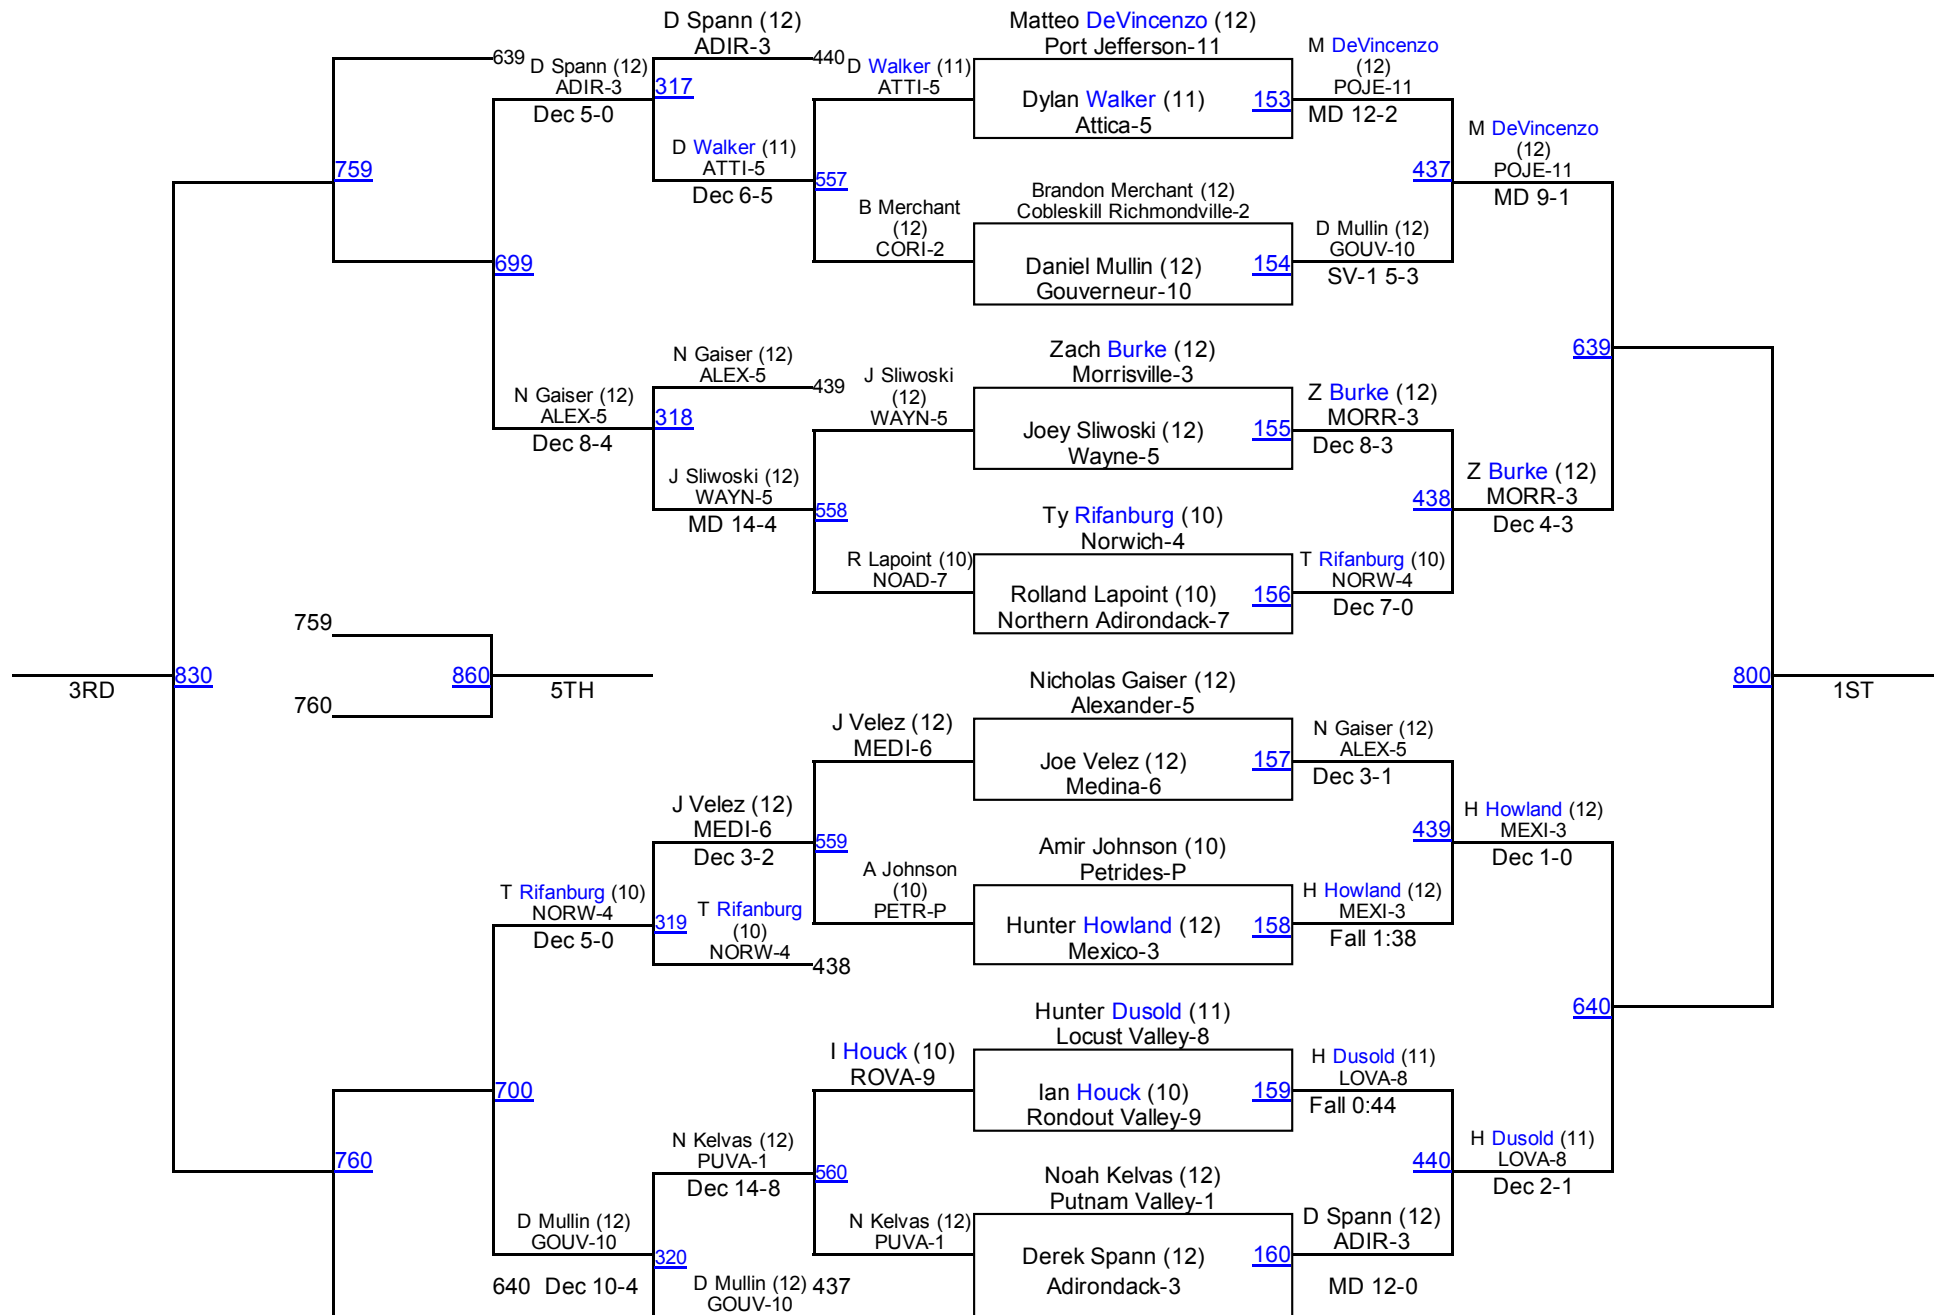 D Spann (12)
ADIR-3
Matteo DeVincenzo (12)
Port Jefferson-11
639
D Spann (12)
ADIR-3
Dec 5-0
317
440
D Walker (11)
ATTI-5
Dylan Walker (11)
Attica-5
153
M DeVincenzo
(12)
POJE-11
MD 12-2
M DeVincenzo
(12)
POJE-11
MD 9-1
759
D Walker (11)
ATTI-5
Dec 6-5
557
437
B Merchant
(12)
CORI-2
Brandon Merchant (12)
Cobleskill Richmondville-2
Daniel Mullin (12)
Gouverneur-10
154
D Mullin (12)
GOUV-10
SV-1 5-3
699
N Gaiser (12)
ALEX-5
439
J Sliwoski
(12)
WAYN-5
Zach Burke (12)
Morrisville-3
Joey Sliwoski (12)
Wayne-5
155
Z Burke (12)
MORR-3
Dec 8-3
639
N Gaiser (12)
ALEX-5
Dec 8-4
318
J Sliwoski (12)
WAYN-5
MD 14-4
558
438
Z Burke (12)
MORR-3
Dec 4-3
R Lapoint (10)
NOAD-7
Ty Rifanburg (10)
Norwich-4
Rolland Lapoint (10)
Northern Adirondack-7
156
T Rifanburg (10)
NORW-4
Dec 7-0
759
760
860
5TH
830
3RD
800
1ST
J Velez (12)
MEDI-6
Nicholas Gaiser (12)
Alexander-5
Joe Velez (12)
Medina-6
157
N Gaiser (12)
ALEX-5
Dec 3-1
J Velez (12)
MEDI-6
Dec 3-2
559
439
H Howland (12)
MEXI-3
Dec 1-0
A Johnson
(10)
PETR-P
Amir Johnson (10)
Petrides-P
Hunter Howland (12)
Mexico-3
158
H Howland (12)
MEXI-3
Fall 1:38
T Rifanburg (10)
NORW-4
Dec 5-0
319
T Rifanburg
(10)
NORW-4
438
640
700
I Houck (10)
ROVA-9
Hunter Dusold (11)
Locust Valley-8
Ian Houck (10)
Rondout Valley-9
159
H Dusold (11)
LOVA-8
Fall 0:44
760
N Kelvas (12)
PUVA-1
Dec 14-8
560
440
H Dusold (11)
LOVA-8
Dec 2-1
N Kelvas (12)
PUVA-1
Noah Kelvas (12)
Putnam Valley-1
Derek Spann (12)
Adirondack-3
160
D Spann (12)
ADIR-3
MD 12-0
D Mullin (12)
GOUV-10
640 Dec 10-4
320
D Mullin (12)
GOUV-10
437